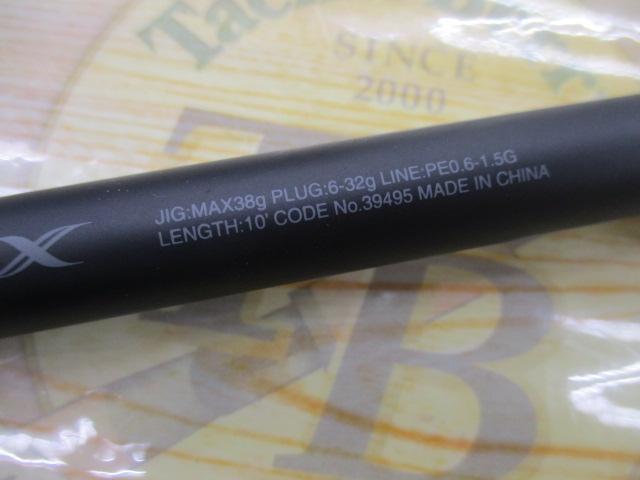 SINCE
2000
JIG:MAX38g PLUG:6-32g LINE:PE0.6-1.5G
LENGTH:10' CODE No.39495 MADE IN CHINA
X
TB